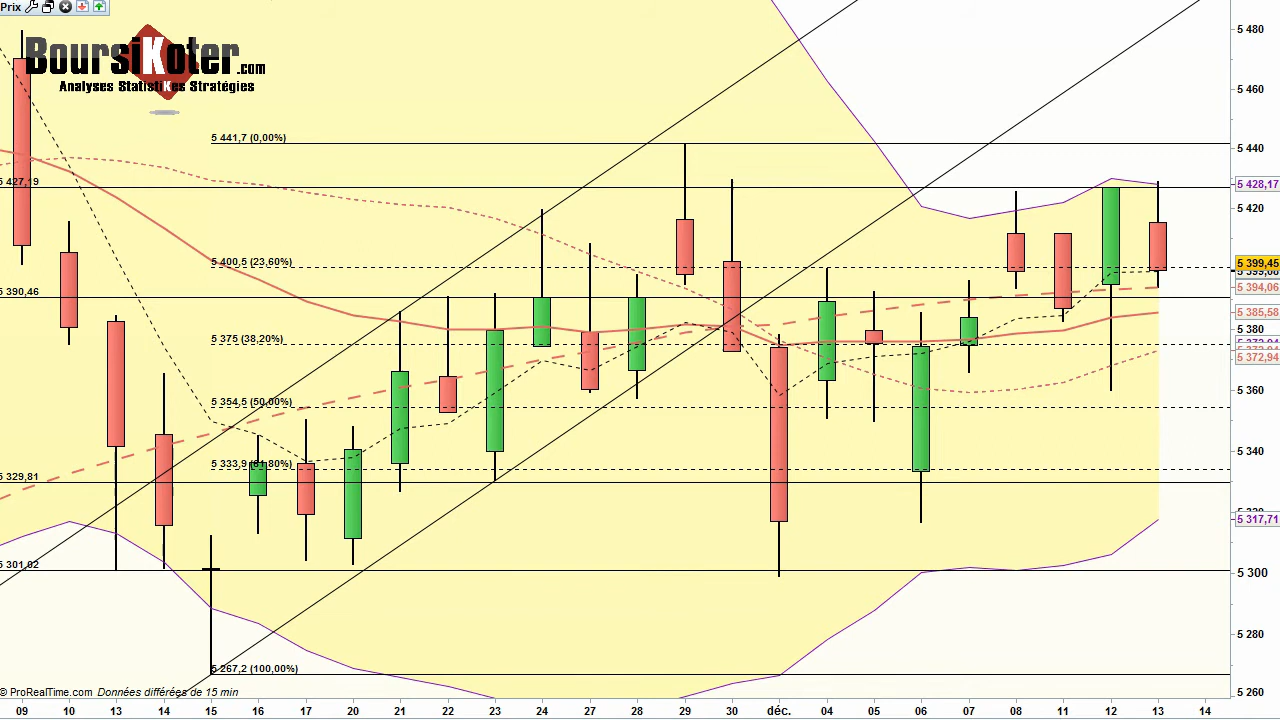 Prix
BoursiKoter.com
Analyses StatistiKes Stratégies
5 441,7 (0,00%)
5 427,19
5 400,5 (23,60%)
5 390,46
5 375 (38,20%)
5 354,5 (50,00%)
5 333,9 (61,80%)
5 329,81
5 301,02
5 267,2 (100,00%)
5 480
5 460
5 440
5 428,17
5 420
5 399,45
5 394,06
5 385,58
5 380
5 372,94
5 360
5 340
5 317,71
5 300
5 280
5 260
© ProRealTime.com Données différées de 15 min
09 10 13 14 15 16 17 20 21 22 23 24 27 28 29 30 déc. 04 05 06 07 08 11 12 13 14